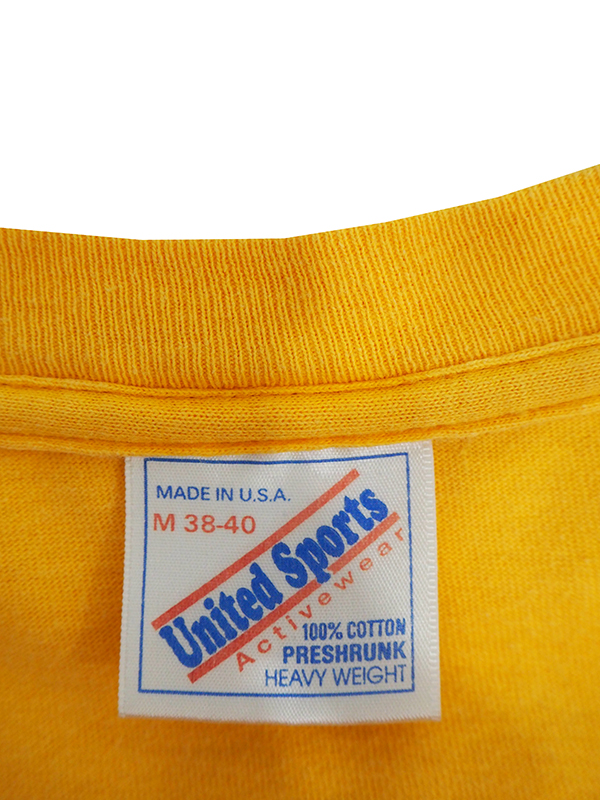 MADE IN U.S.A.
M 38-40
United Sports
Activewear
100% COTTON
PRESHRUNK
HEAVY WEIGHT